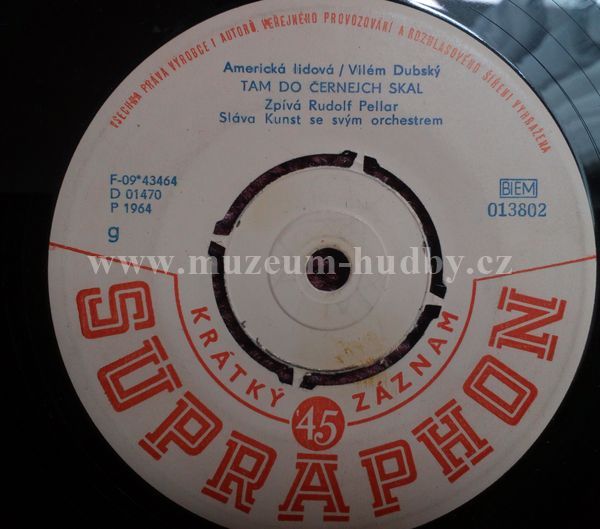 VŠECHNA PRÁVA VÝROBCE I AUTORŮ, VEŘEJNÉHO PROVOZOVÁNÍ A ROZHLASOVÉHO ŠÍŘENÍ VYHRAZENA
Americká lidová / Vilém Dubský
TAM DO ČERNEJCH SKAL
Zpívá Rudolf Pellar
Sláva Kunst se svým orchestrem
F-09*43464
D 01470
P 1964
g
BIEM
013802
www.muzeum-hudby.cz
KRÁTKÝ 45 ZÁZNAM
SUPRAPHON